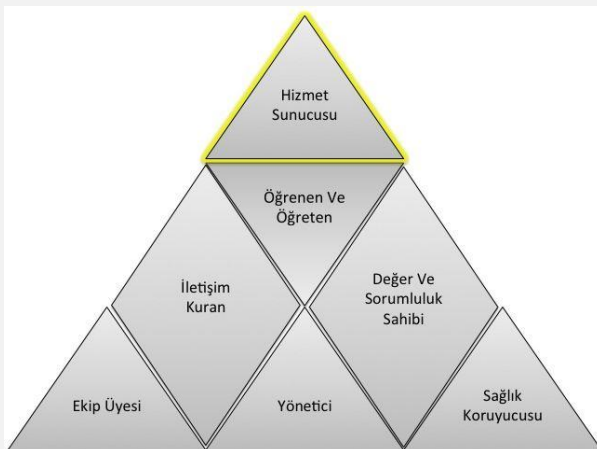 Hizmet
Sunucusu
Öğrenen Ve
Öğreten
İletişim
Kuran
Değer Ve
Sorumluluk
Sahibi
Ekip Üyesi
Yönetici
Sağlık
Koruyucusu